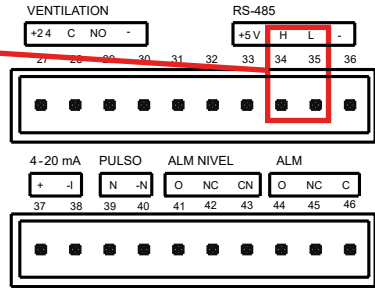 VENTILATION RS-485
+24 C NO - +5V H L -
27 28 29 30 31 32 33 34 35 36
4-20 mA PULSO ALM NIVEL ALM
+ -I N -N O NC CN O NC C
37 38 39 40 41 42 43 44 45 46